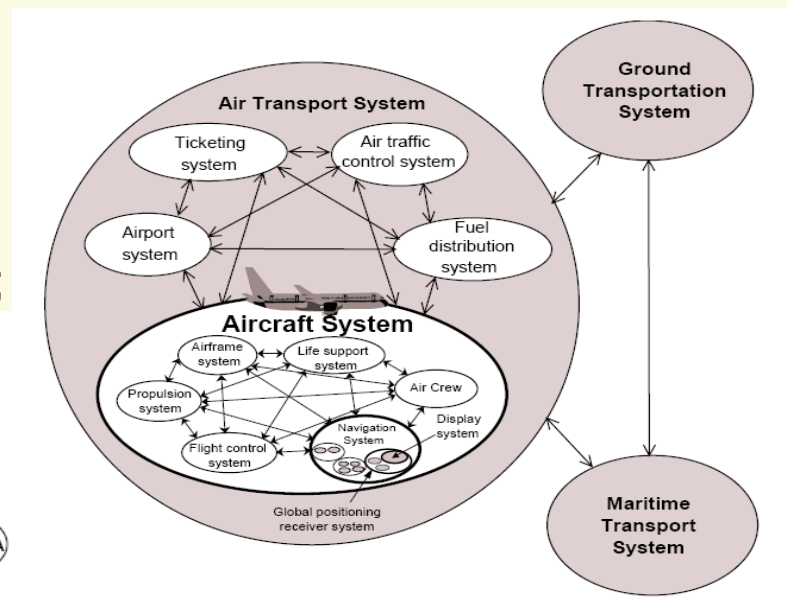 Ground
Transportation
System
Air Transport System
Ticketing
system
Air traffic
control system
Airport
system
Fuel
distribution
system
Aircraft System
Airframe
system
Life support
system
Propulsion
system
Air Crew
Navigation
System
Display
system
Flight control
system
Global positioning
receiver system
Maritime
Transport
System